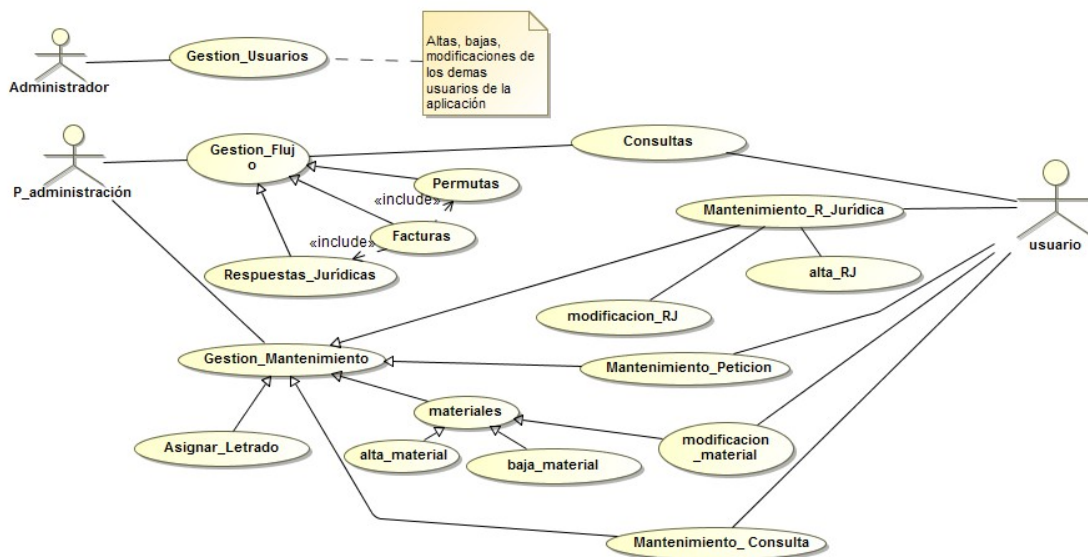 Administrador
Gestion_Usuarios
Altas, bajas,
modificaciones de
los demas
usuarios de la
aplicación
P_administración
Gestion_Fluj
o
Consultas
Permutas
«include»
Facturas
«include»
Respuestas_Jurídicas
Mantenimiento_R_Jurídica
usuario
alta_RJ
modificacion_RJ
Gestion_Mantenimiento
Mantenimiento_Peticion
materiales
Asignar_Letrado
alta_material
baja_material
modificacion
_material
Mantenimiento_ Consulta